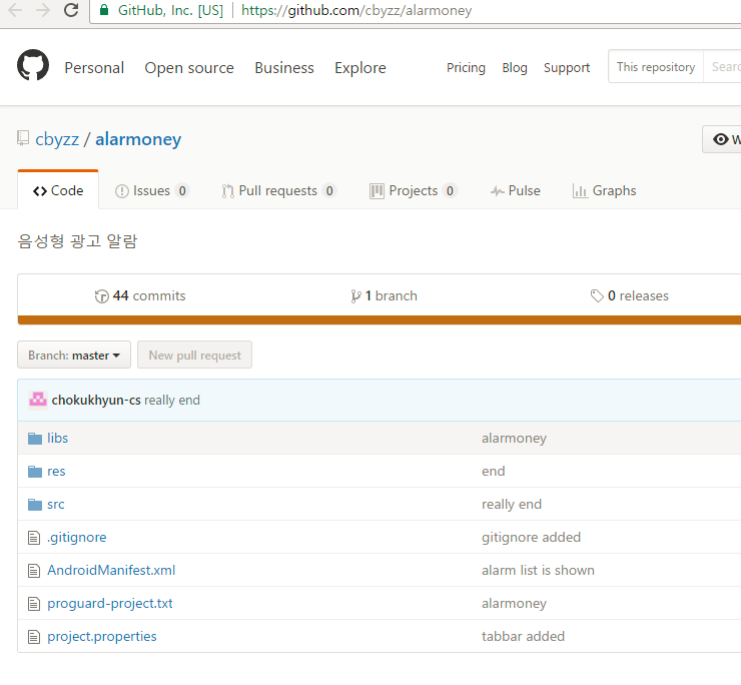 GitHub, Inc. [US] | https://github.com/cbyzz/alarmoney
Personal Open source Business Explore Pricing Blog Support This repository Sear
cbyzz / alarmoney W
<> Code Issues 0 Pull requests 0 Projects 0 Pulse Graphs
음성형 광고 알람
44 commits 1 branch 0 releases
Branch: master New pull request
chokukhyun-cs really end
libs alarmoney
res end
src really end
.gitignore gitignore added
AndroidManifest.xml alarm list is shown
proguard-project.txt alarmoney
project.properties tabbar added